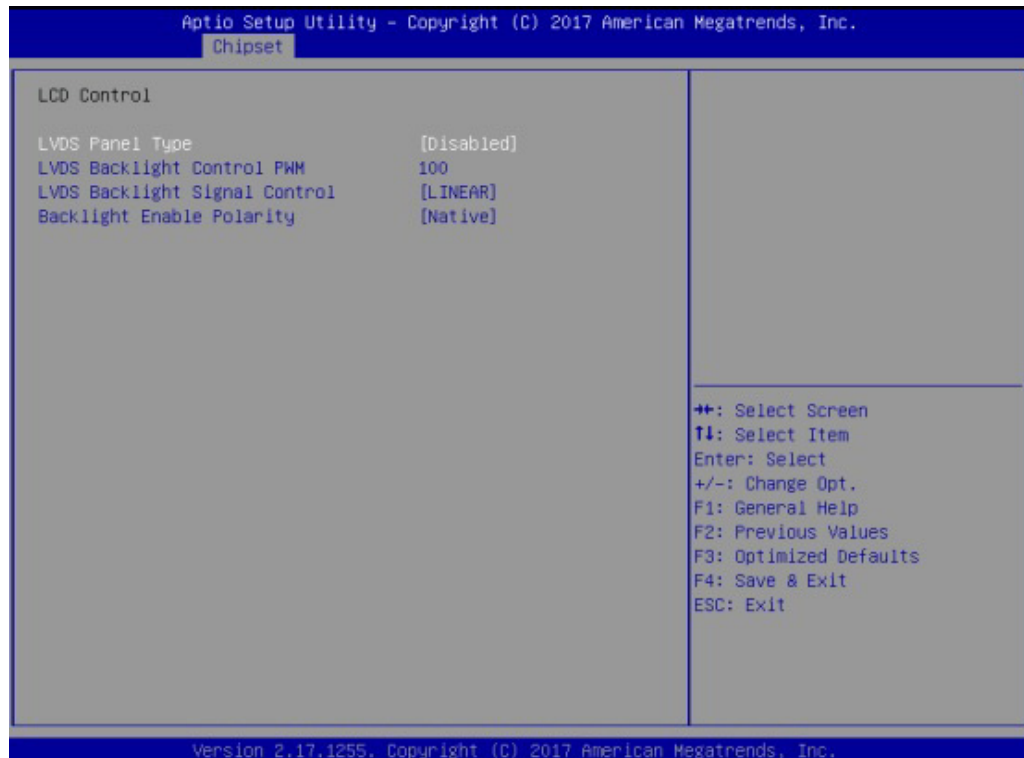 Aptio Setup Utility – Copyright (C) 2017 American Megatrends, Inc.
Chipset
LCD Control
LVDS Panel Type [Disabled]
LVDS Backlight Control PWM 100
LVDS Backlight Signal Control [LINEAR]
Backlight Enable Polarity [Native]
→←: Select Screen
↑↓: Select Item
Enter: Select
+/-: Change Opt.
F1: General Help
F2: Previous Values
F3: Optimized Defaults
F4: Save & Exit
ESC: Exit
Version 2.17.1255. Copyright (C) 2017 American Megatrends, Inc.